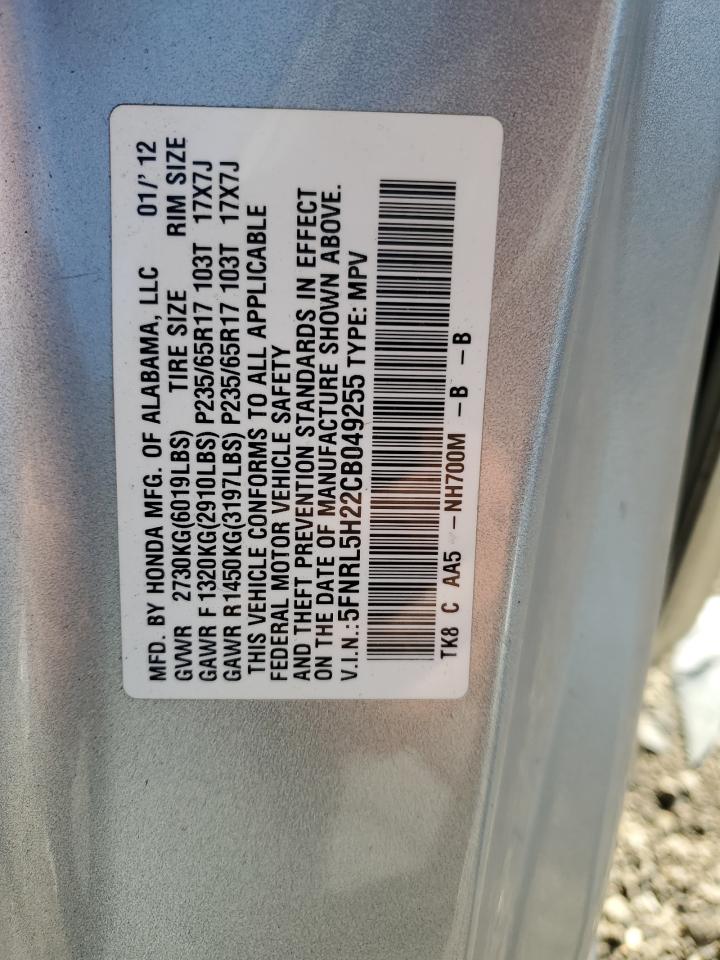 MFD. BY HONDA MFG. OF ALABAMA, LLC 01/'12
GVWR 2730KG(6019LBS) TIRE SIZE RIM SIZE
GAWR F 1320KG(2910LBS) P235/65R17 103T 17X7J
GAWR R 1450KG(3197LBS) P235/65R17 103T 17X7J
THIS VEHICLE CONFORMS TO ALL APPLICABLE
FEDERAL MOTOR VEHICLE SAFETY
AND THEFT PREVENTION STANDARDS IN EFFECT
ON THE DATE OF MANUFACTURE SHOWN ABOVE.
V.I.N.:5FNRL5H22CB049255 TYPE: MPV
TK8 C AA5 -NH700M -B -B